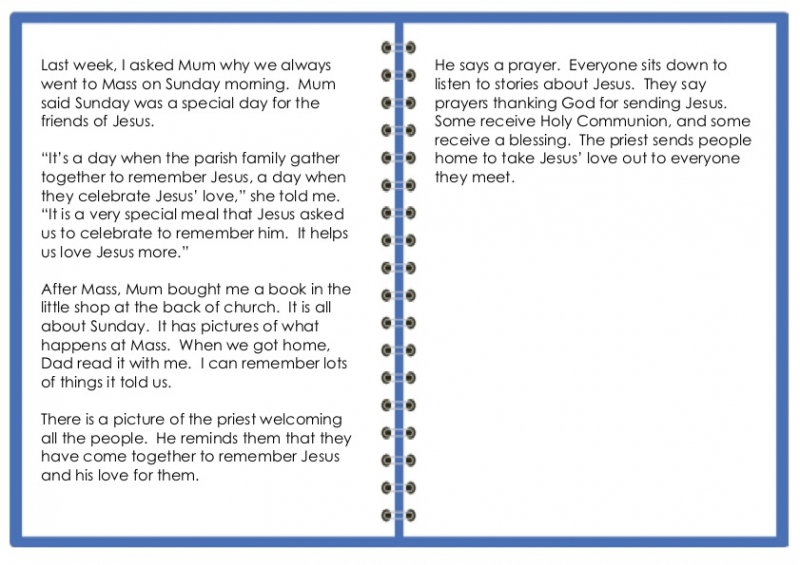 Last week, I asked Mum why we always
went to Mass on Sunday morning.  Mum
said Sunday was a special day for the
friends of Jesus.
“It’s a day when the parish family gather
together to remember Jesus, a day when
they celebrate Jesus’ love,” she told me.
“It is a very special meal that Jesus asked
us to celebrate to remember him.  It helps
us love Jesus more.”
After Mass, Mum bought me a book in the
little shop at the back of church.  It is all
about Sunday.  It has pictures of what
happens at Mass.  When we got home,
Dad read it with me.  I can remember lots
of things it told us.
There is a picture of the priest welcoming
all the people.  He reminds them that they
have come together to remember Jesus
and his love for them.
He says a prayer.  Everyone sits down to
listen to stories about Jesus.  They say
prayers thanking God for sending Jesus.
Some receive Holy Communion, and some
receive a blessing.  The priest sends people
home to take Jesus’ love out to everyone
they meet.